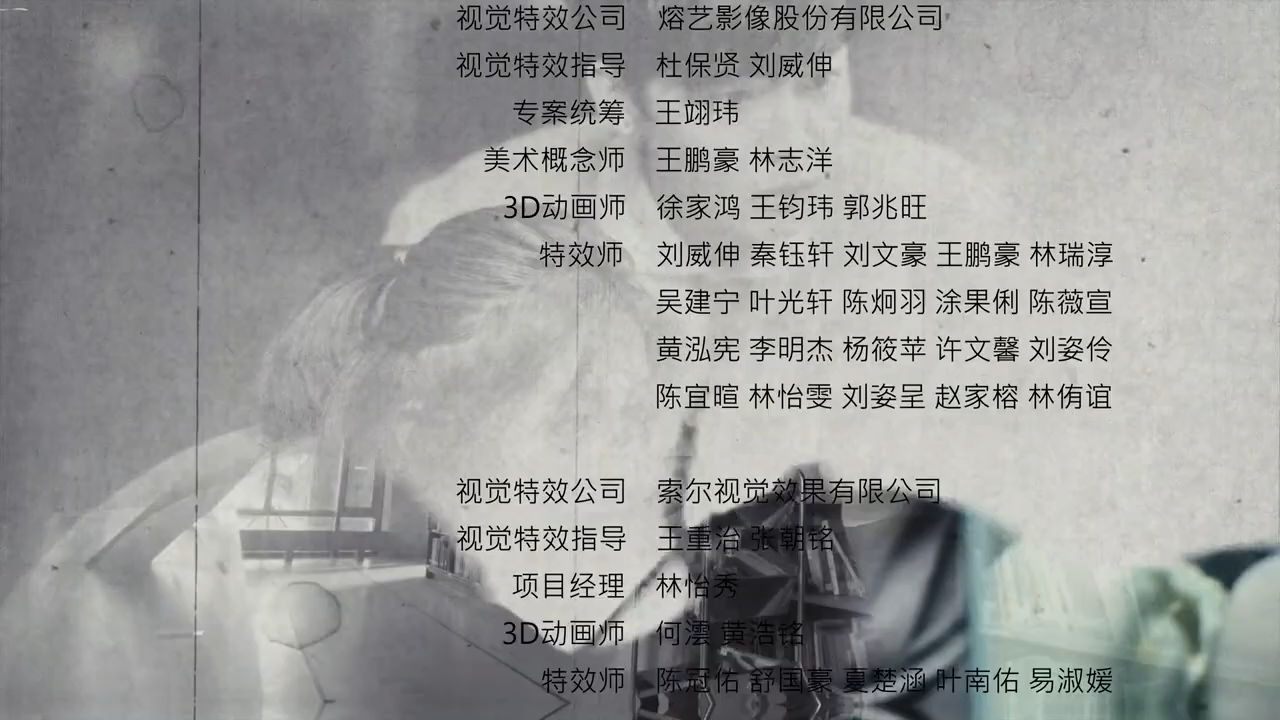 视觉特效公司 熔艺影像股份有限公司
视觉特效指导 杜保贤 刘威伸
专案统筹 王翊玮
美术概念师 王鹏豪 林志洋
3D动画师 徐家鸿 王钧玮 郭兆旺
特效师 刘威伸 秦钰轩 刘文豪 王鹏豪 林瑞淳
吴建宁 叶光轩 陈炯羽 涂果俐 陈薇宣
黄泓宪 李明杰 杨筱苹 许文馨 刘姿伶
陈宜暄 林怡雯 刘姿呈 赵家榕 林侑谊
视觉特效公司 索尔视觉效果有限公司
视觉特效指导 王重治 张朝铭
项目经理 林怡秀
3D动画师 何澐 黄浩铭
特效师 陈冠佑 舒国豪 夏楚涵 叶南佑 易淑媛